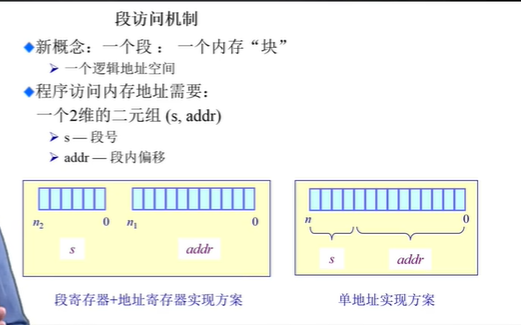 段访问机制
新概念：一个段： 一个内存“块”
一个逻辑地址空间
程序访问内存地址需要：
一个2维的二元组 (s, addr)
s — 段号
addr — 段内偏移
n₂ 0 n₁ 0
s addr
n 0
s addr
段寄存器+地址寄存器实现方案
单地址实现方案